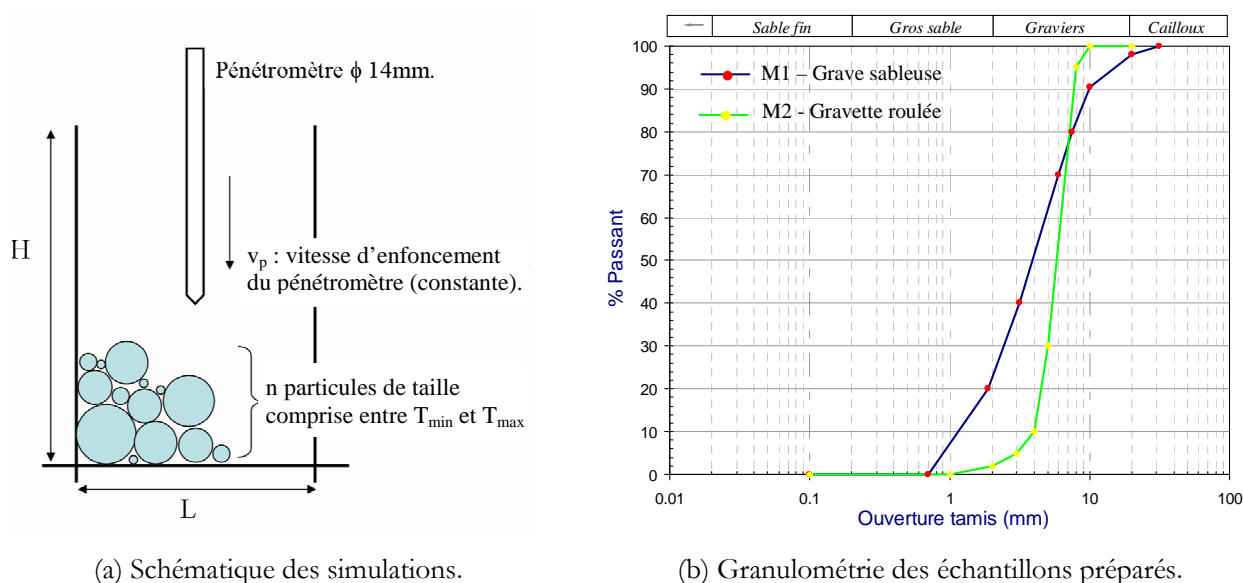 Pénétromètre ϕ 14mm.
H
v_p : vitesse d'enfoncement
du pénétromètre (constante).
n particules de taille
comprise entre T_min et T_max
L
(a) Schématique des simulations.
Sable fin
Gros sable
Graviers
Cailloux
M1 – Grave sableuse
M2 - Gravette roulée
% Passant
100
90
80
70
60
50
40
30
20
10
0
0.01
0.1
1
10
100
Ouverture tamis (mm)
(b) Granulométrie des échantillons préparés.